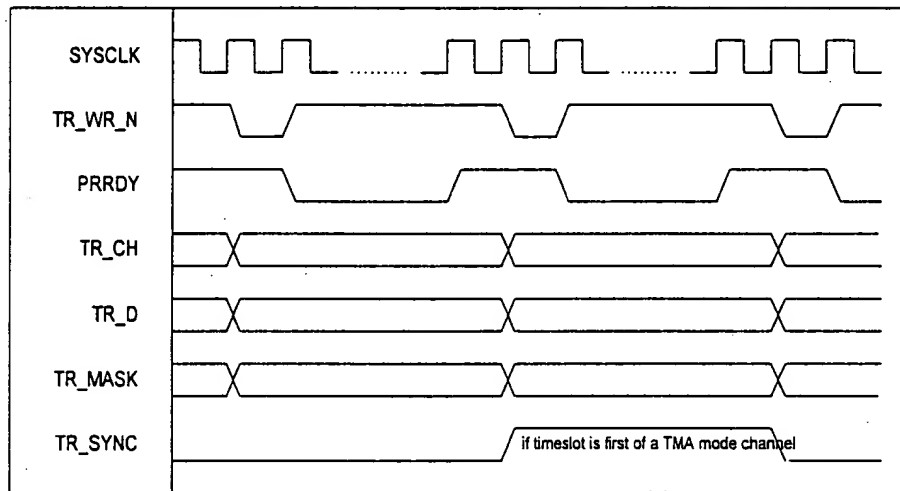 SYSCLK
TR_WR_N
PRRDY
TR_CH
TR_D
TR_MASK
TR_SYNC
if timeslot is first of a TMA mode channel